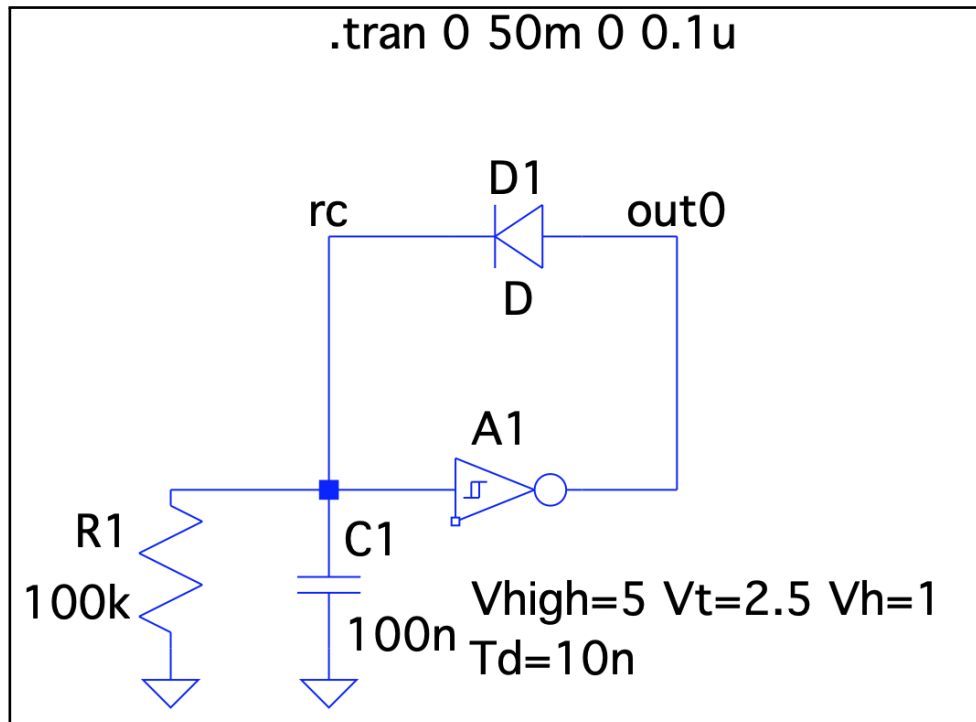 .tran 0 50m 0 0.1u
D1
rc
out0
D
A1
R1
100k
C1
100n
Vhigh=5 Vt=2.5 Vh=1
Td=10n